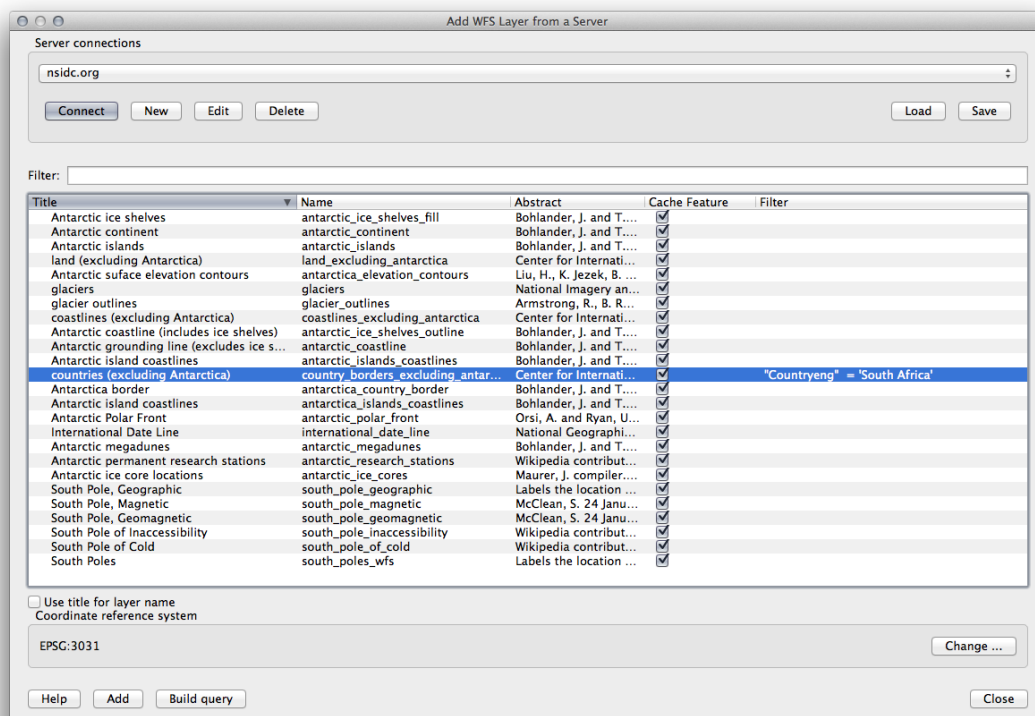 Add WFS Layer from a Server
Server connections
nsidc.org
Connect New Edit Delete Load Save
Filter:
Title Name Abstract Cache Feature Filter
Antarctic ice shelves antarctic_ice_shelves_fill Bohlander, J. and T....
Antarctic continent antarctic_continent Bohlander, J. and T....
Antarctic islands antarctic_islands Bohlander, J. and T....
land (excluding Antarctica) land_excluding_antarctica Center for Internati...
Antarctic suface elevation contours antarctica_elevation_contours Liu, H., K. Jezek, B. ...
glaciers glaciers National Imagery an...
glacier outlines glacier_outlines Armstrong, R., B. R...
coastlines (excluding Antarctica) coastlines_excluding_antarctica Center for Internati...
Antarctic coastline (includes ice shelves) antarctic_ice_shelves_outline Bohlander, J. and T....
Antarctic grounding line (excludes ice s... antarctic_coastline Bohlander, J. and T....
Antarctic island coastlines antarctic_islands_coastlines Bohlander, J. and T....
countries (excluding Antarctica) country_borders_excluding_antar... Center for Internati... "Countryeng" = 'South Africa'
Antarctica border antarctica_country_border Bohlander, J. and T....
Antarctic island coastlines antarctica_islands_coastlines Bohlander, J. and T....
Antarctic Polar Front antarctic_polar_front Orsi, A. and Ryan, U...
International Date Line international_date_line National Geographi...
Antarctic megadunes antarctic_megadunes Bohlander, J. and T....
Antarctic permanent research stations antarctic_research_stations Wikipedia contribut...
Antarctic ice core locations antarctic_ice_cores Maurer, J. compiler....
South Pole, Geographic south_pole_geographic Labels the location ...
South Pole, Magnetic south_pole_magnetic McClean, S. 24 Janu...
South Pole, Geomagnetic south_pole_geomagnetic McClean, S. 24 Janu...
South Pole of Inaccessibility south_pole_inaccessibility Wikipedia contribut...
South Pole of Cold south_pole_of_cold Wikipedia contribut...
South Poles south_poles_wfs Labels the location ...
Use title for layer name
Coordinate reference system
EPSG:3031 Change ...
Help Add Build query Close